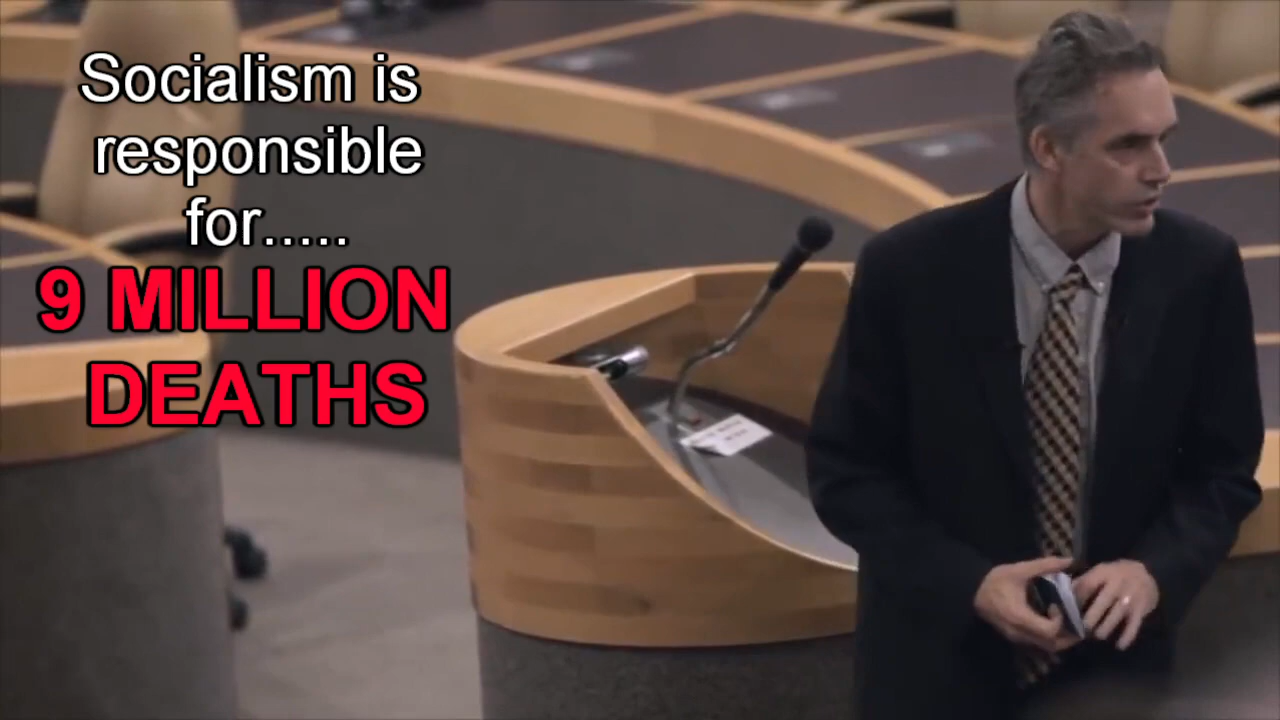 Socialism is
responsible
for.....
9 MILLION
DEATHS